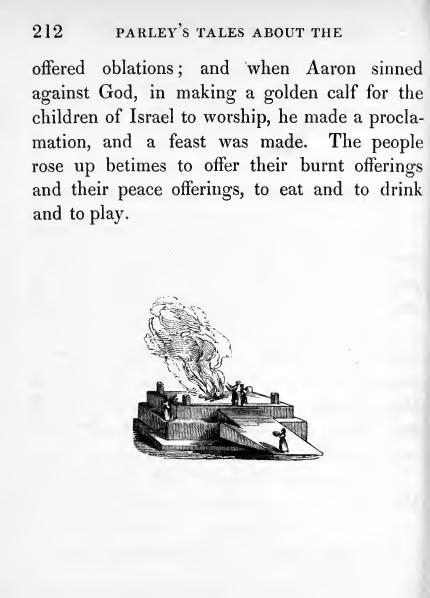 212 PARLEY'S TALES ABOUT THE
offered oblations; and when Aaron sinned
against God, in making a golden calf for the
children of Israel to worship, he made a procla-
mation, and a feast was made. The people
rose up betimes to offer their burnt offerings
and their peace offerings, to eat and to drink
and to play.